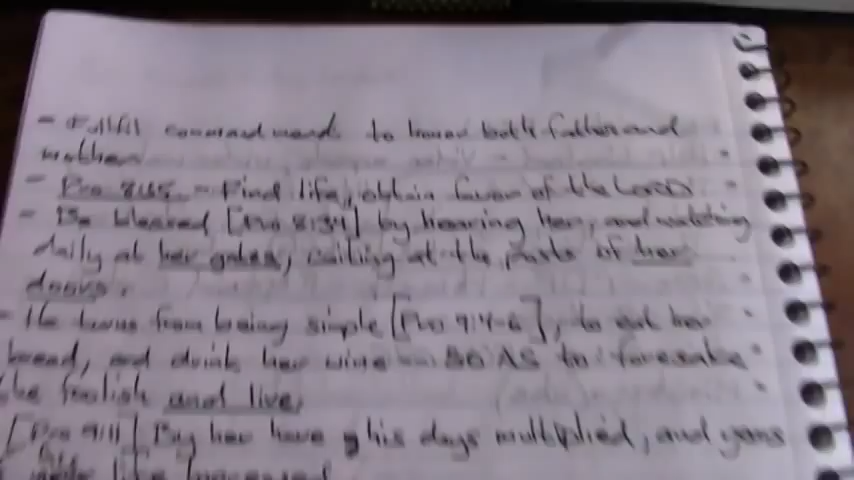 - Fulfil commandment to honor both father and
mother
- Pro 8:35 - Find life, obtain favor of the LORD
- Be blessed [Pro 8:34] by hearing her, and watching
daily at her gates, waiting at the posts of her
doors.
- He turns from being simple [Pro 9:4-6], to eat her
bread, and drink her wine - SO AS to foresake
the foolish and live,
[Pro 9:11] By her have his days multiplied, and years
life increased